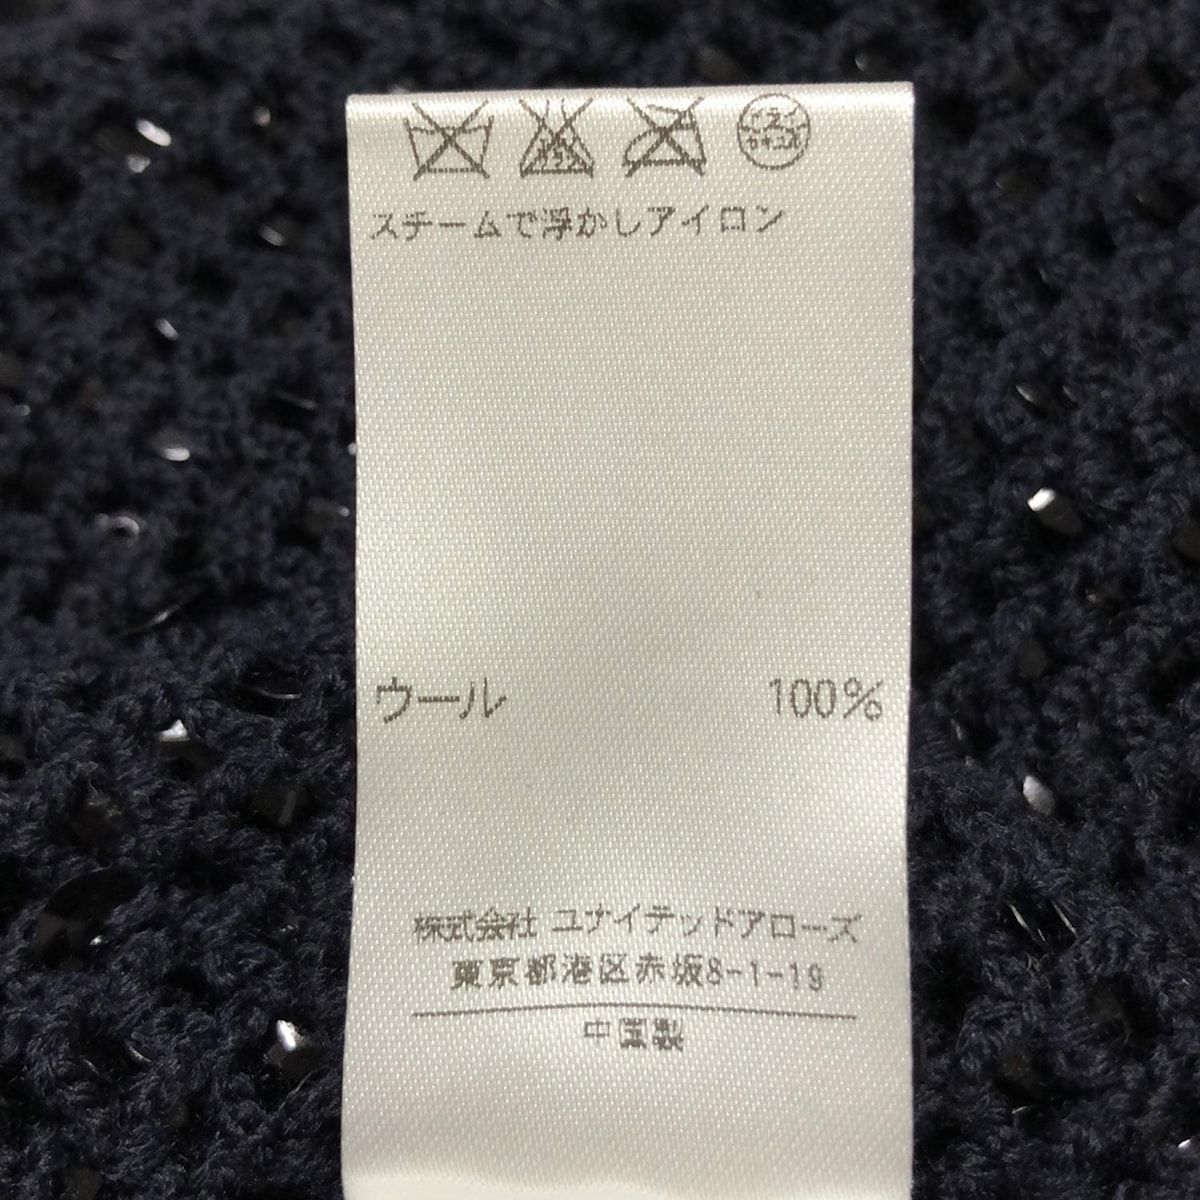 スチームで浮かしアイロン
ウール 100%
株式会社 ユナイテッドアローズ
東京都港区赤坂8-1-19
中国製